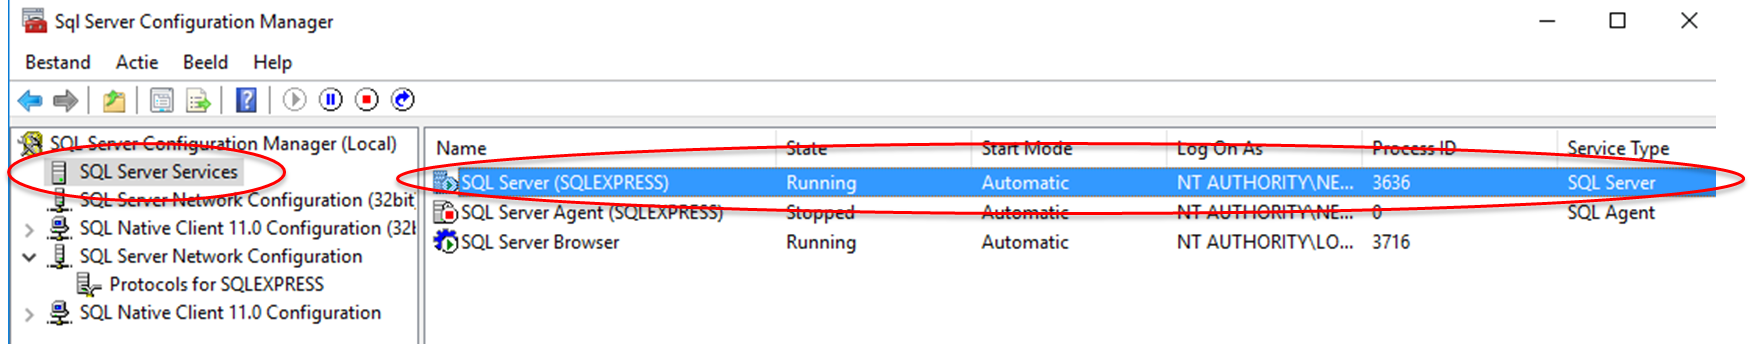 Sql Server Configuration Manager
Bestand Actie Beeld Help
SQL Server Configuration Manager (Local)
SQL Server Services
SQL Server Network Configuration (32bit
SQL Native Client 11.0 Configuration (32
SQL Server Network Configuration
Protocols for SQLEXPRESS
SQL Native Client 11.0 Configuration
Name State Start Mode Log On As Process ID Service Type
SQL Server (SQLEXPRESS) Running Automatic NT AUTHORITY\NE... 3636 SQL Server
SQL Server Agent (SQLEXPRESS) Stopped Automatic NT AUTHORITY\NE... 0 SQL Agent
SQL Server Browser Running Automatic NT AUTHORITY\LO... 3716